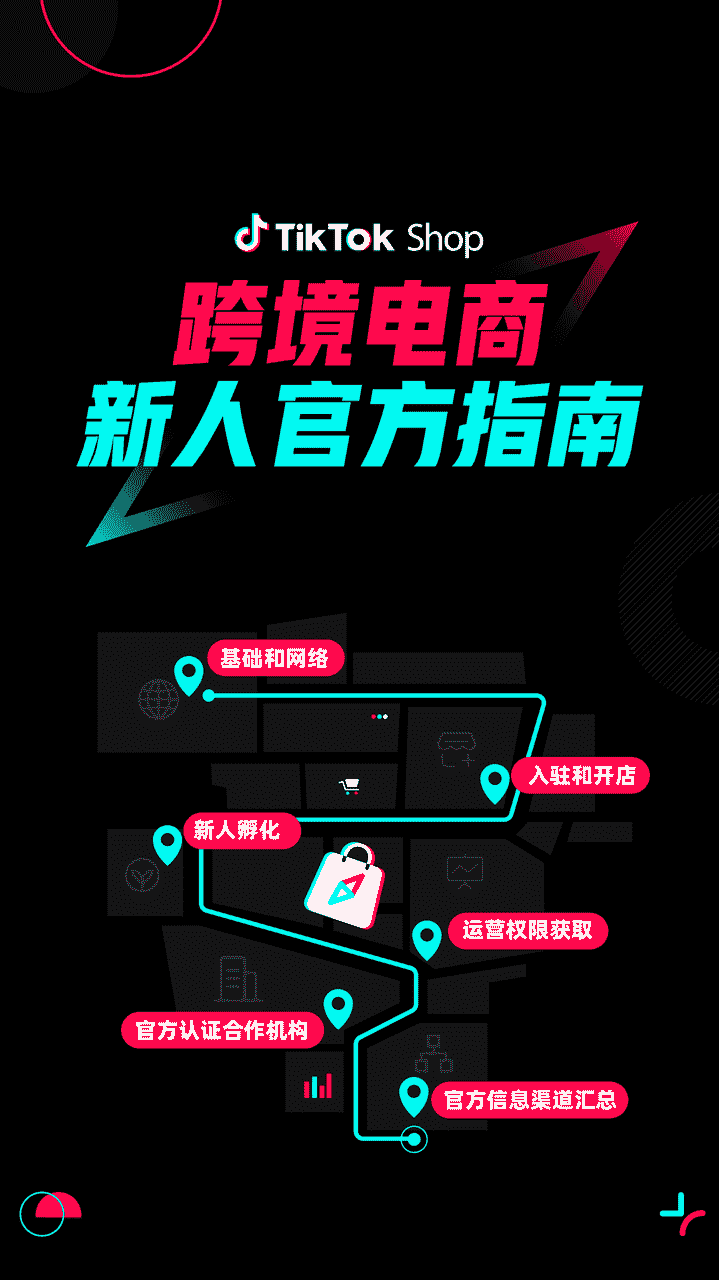 TikTok Shop
跨境电商
新人官方指南
基础和网络
入驻和开店
新人孵化
运营权限获取
官方认证合作机构
官方信息渠道汇总